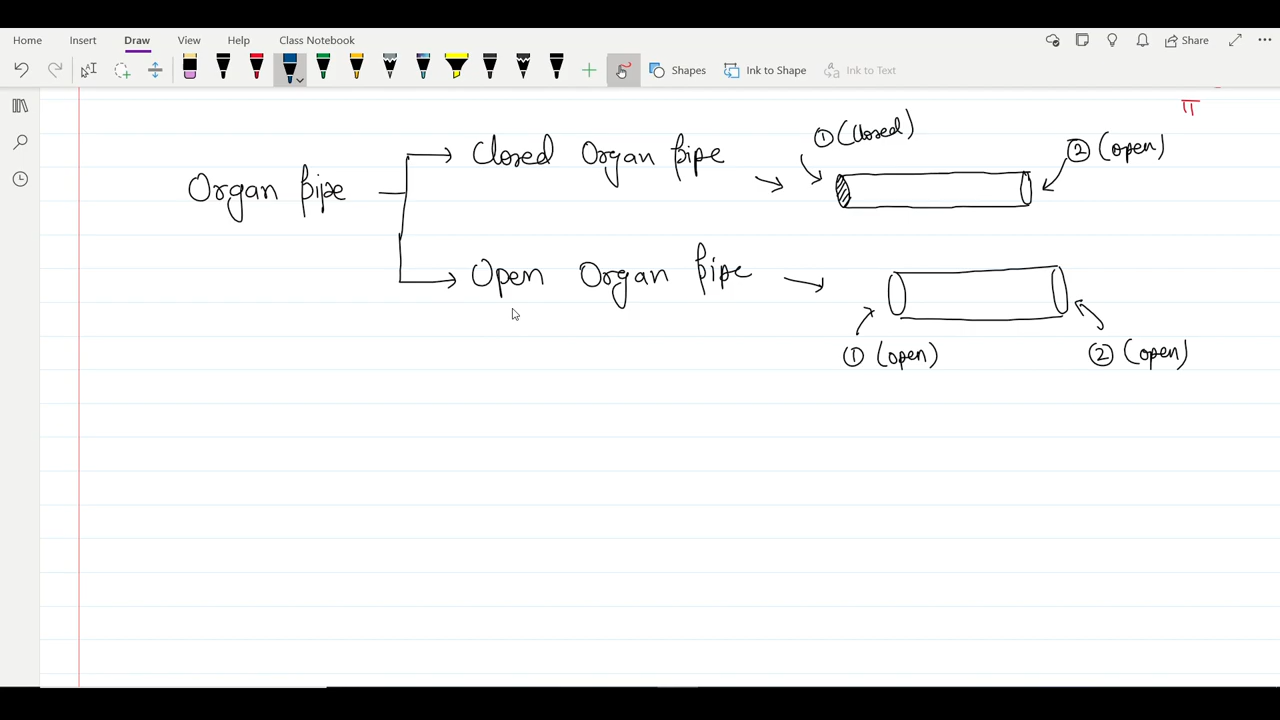 Home Insert Draw View Help Class Notebook
Share
Shapes Ink to Shape Ink to Text
π
① (Closed)
Closed Organ pipe
② (open)
Organ pipe
Open Organ pipe
① (open)
② (open)